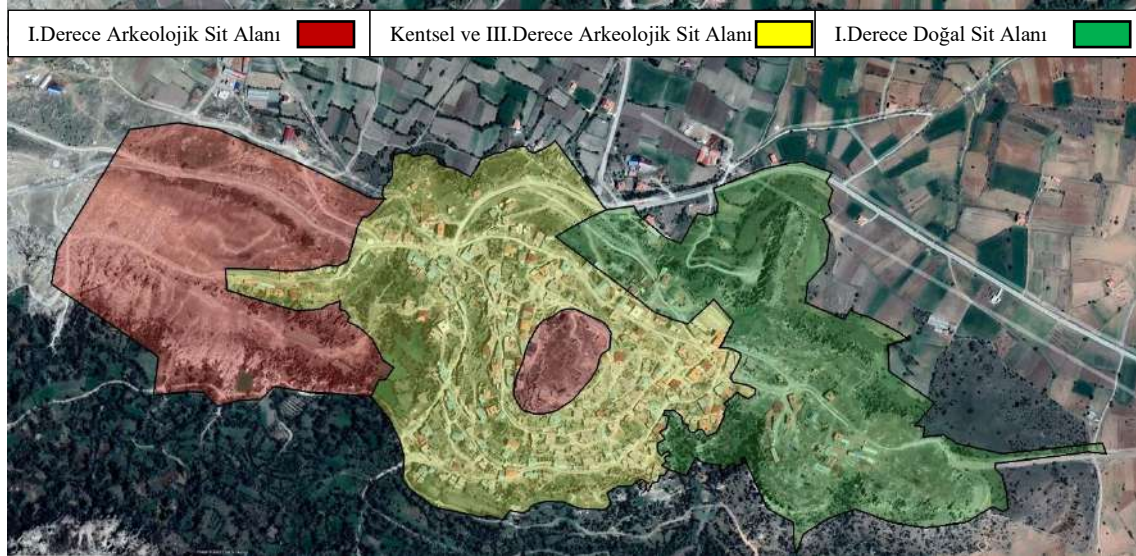 I.Derece Arkeolojik Sit Alanı
Kentsel ve III.Derece Arkeolojik Sit Alanı
I.Derece Doğal Sit Alanı